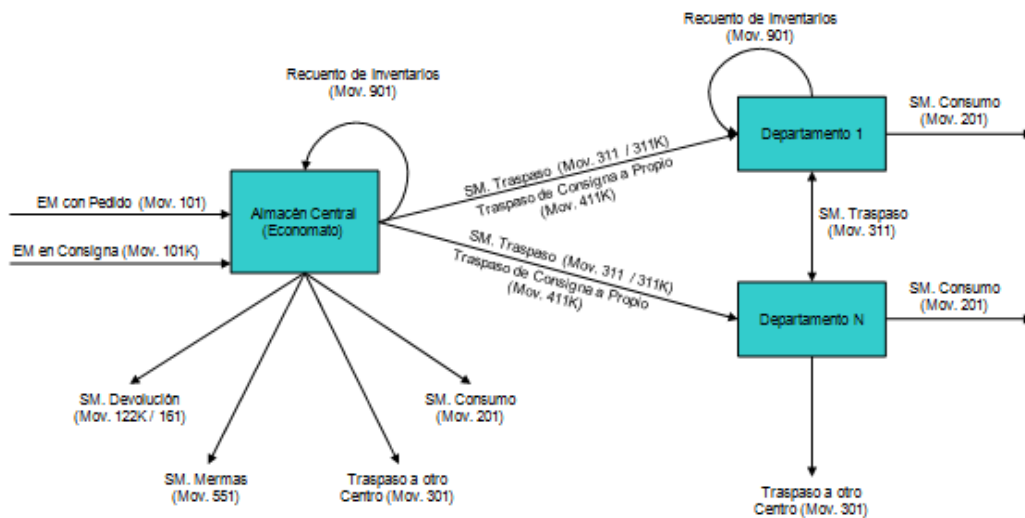 Recuento de Inventarios
(Mov. 901)
Recuento de Inventarios
(Mov. 901)
SM. Consumo
(Mov. 201)
Departamento 1
SM. Traspaso (Mov. 311 / 311K)
Traspaso de Consigna a Propio
(Mov. 411K)
EM con Pedido (Mov. 101)
Almacén Central
(Economato)
SM. Traspaso
(Mov. 311)
EM en Consigna (Mov. 101K)
SM. Traspaso (Mov. 311 / 311K)
Traspaso de Consigna a Propio
(Mov. 411K)
SM. Consumo
(Mov. 201)
Departamento N
SM. Devolución
(Mov. 122K / 161)
SM. Consumo
(Mov. 201)
SM. Mermas
(Mov. 551)
Traspaso a otro
Centro (Mov. 301)
Traspaso a otro
Centro (Mov. 301)